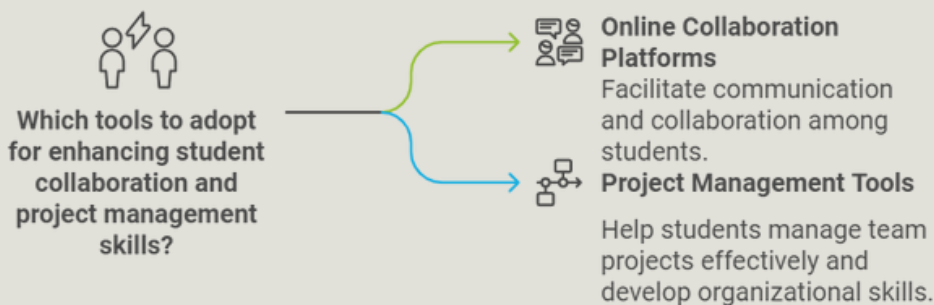 Which tools to adopt
for enhancing student
collaboration and
project management
skills?
Online Collaboration
Platforms
Facilitate communication
and collaboration among
students.
Project Management Tools
Help students manage team
projects effectively and
develop organizational skills.